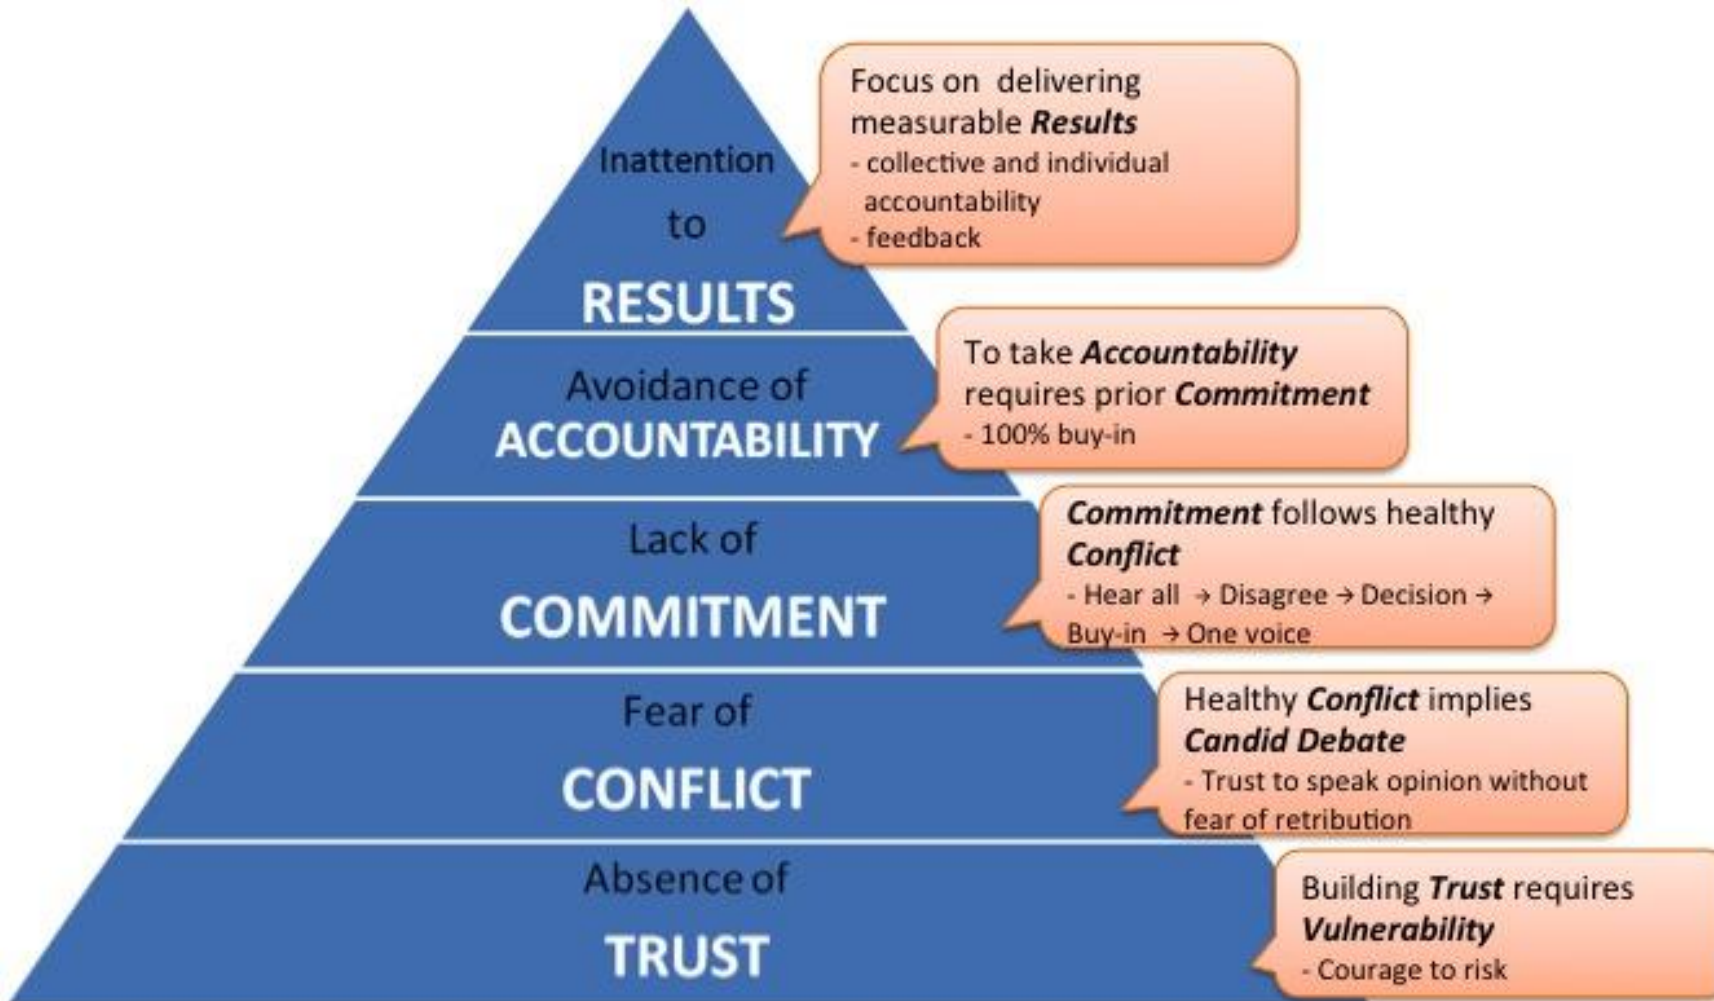 Inattention
to
RESULTS
Focus on delivering
measurable Results
- collective and individual
accountability
- feedback
Avoidance of
ACCOUNTABILITY
To take Accountability
requires prior Commitment
- 100% buy-in
Lack of
COMMITMENT
Commitment follows healthy
Conflict
- Hear all → Disagree → Decision →
Buy-in → One voice
Fear of
CONFLICT
Healthy Conflict implies
Candid Debate
- Trust to speak opinion without
fear of retribution
Absence of
TRUST
Building Trust requires
Vulnerability
- Courage to risk